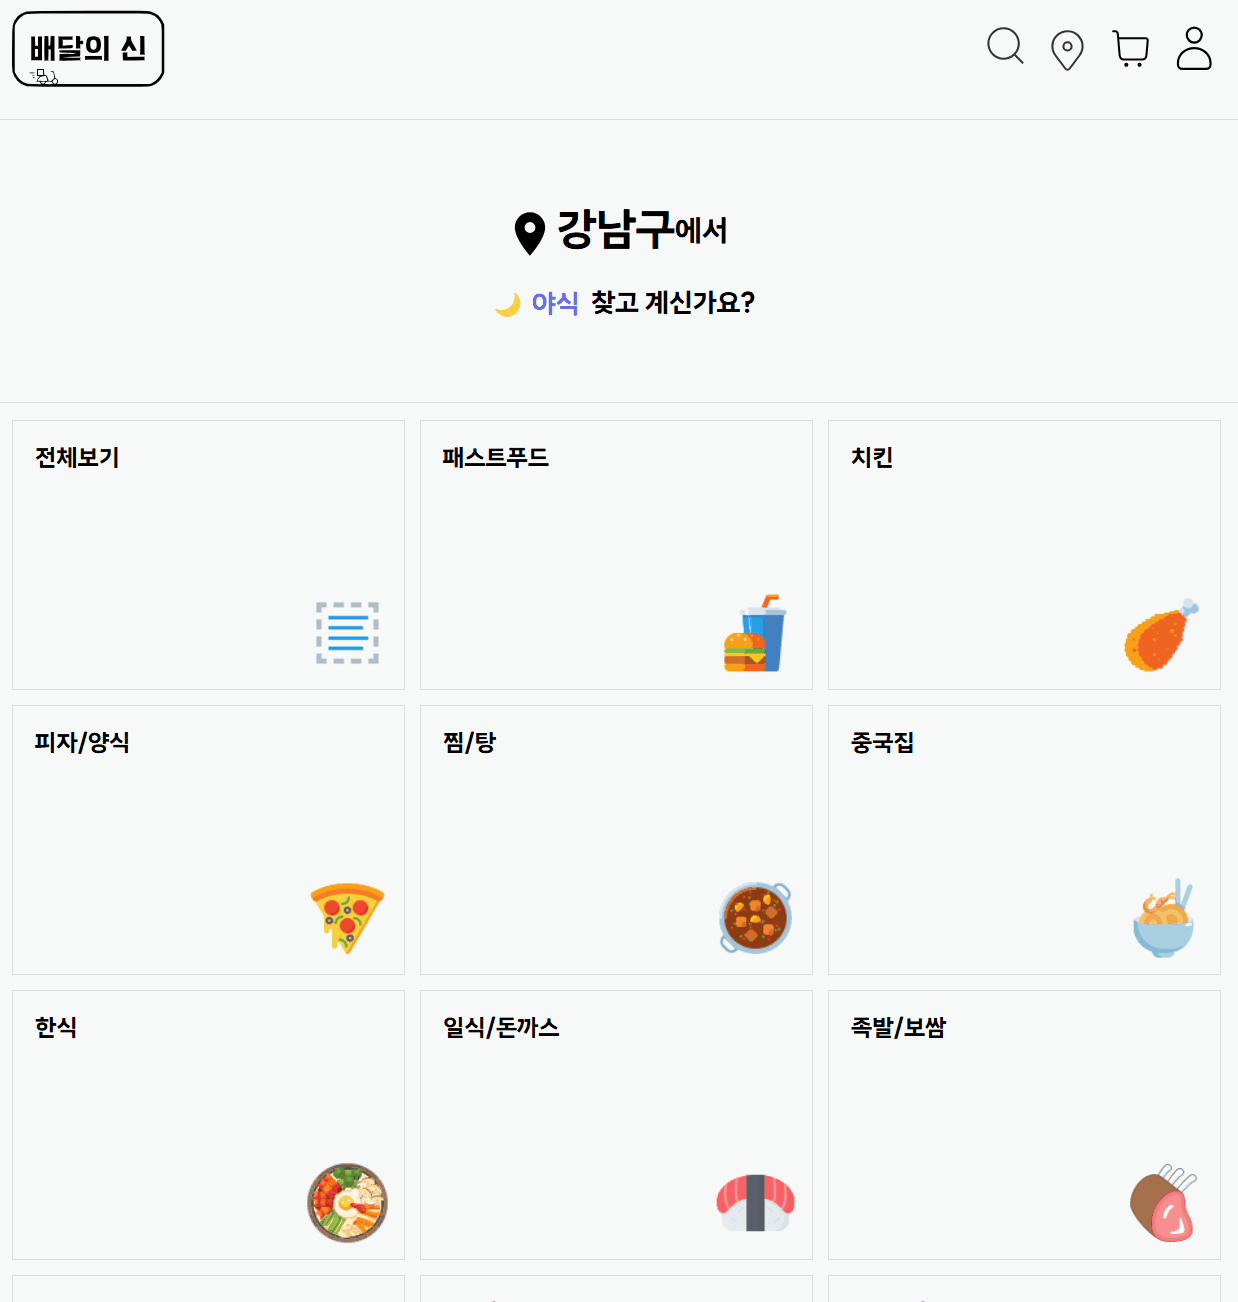 배달의 신
강남구에서
야식 찾고 계신가요?
전체보기
패스트푸드
치킨
피자/양식
찜/탕
중국집
한식
일식/돈까스
족발/보쌈